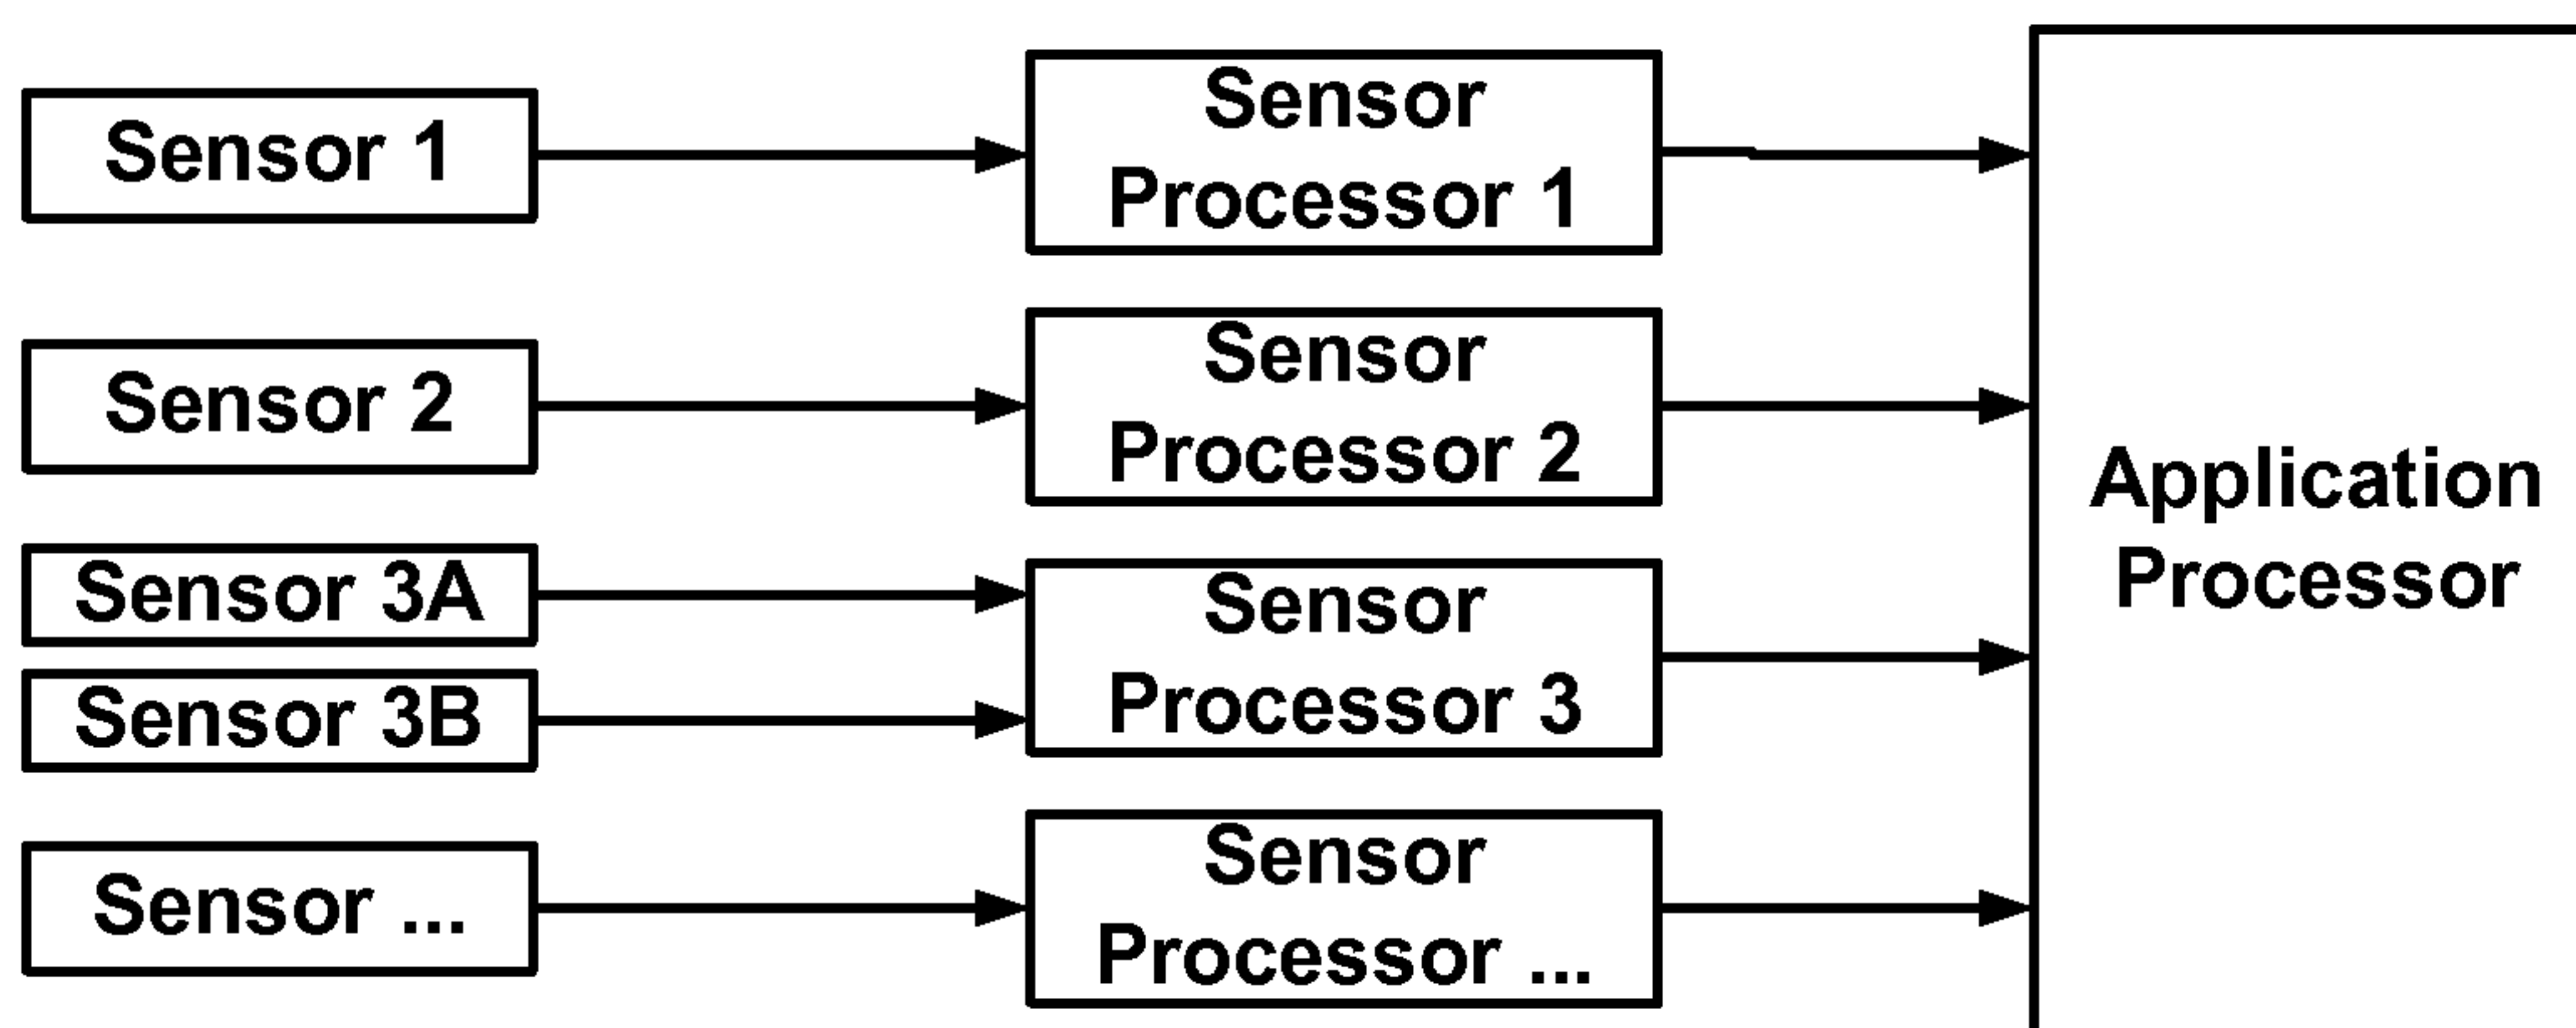 Sensor 1
Sensor
Processor 1
Sensor 2
Sensor
Processor 2
Sensor 3A
Sensor 3B
Sensor
Processor 3
Sensor ...
Sensor
Processor ...
Application
Processor